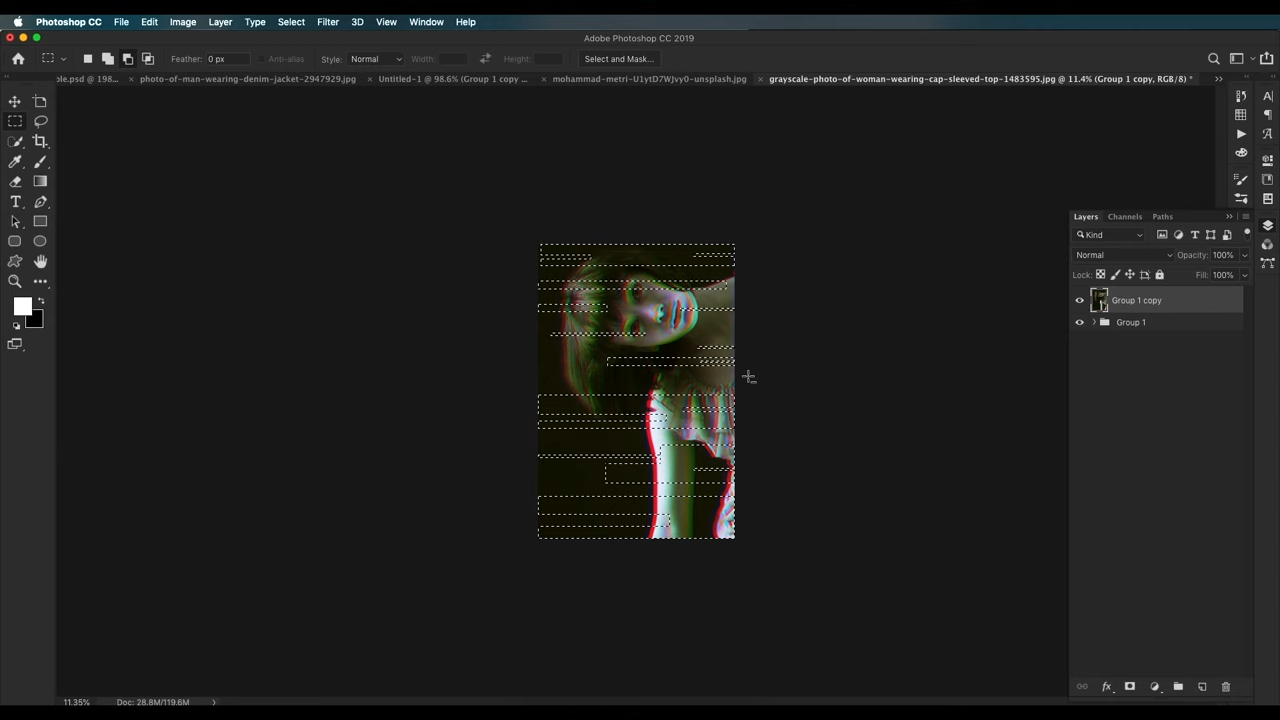 Photoshop CC File Edit Image Layer Type Select Filter 3D View Window Help
Adobe Photoshop CC 2019
Feather: 0 px Anti-alias Style: Normal Width: Height: Select and Mask...
ple.psd @ 198... photo-of-man-wearing-denim-jacket-2947929.jpg Untitled-1 @ 98.6% (Group 1 copy ... mohammad-metri-U1ytD7WJvy0-unsplash.jpg grayscale-photo-of-woman-wearing-cap-sleeved-top-1483595.jpg @ 11.4% (Group 1 copy, RGB/8) *
Layers Channels Paths
Kind
Normal Opacity: 100%
Lock: Fill: 100%
Group 1 copy
Group 1
11.35% Doc: 28.8M/119.6M